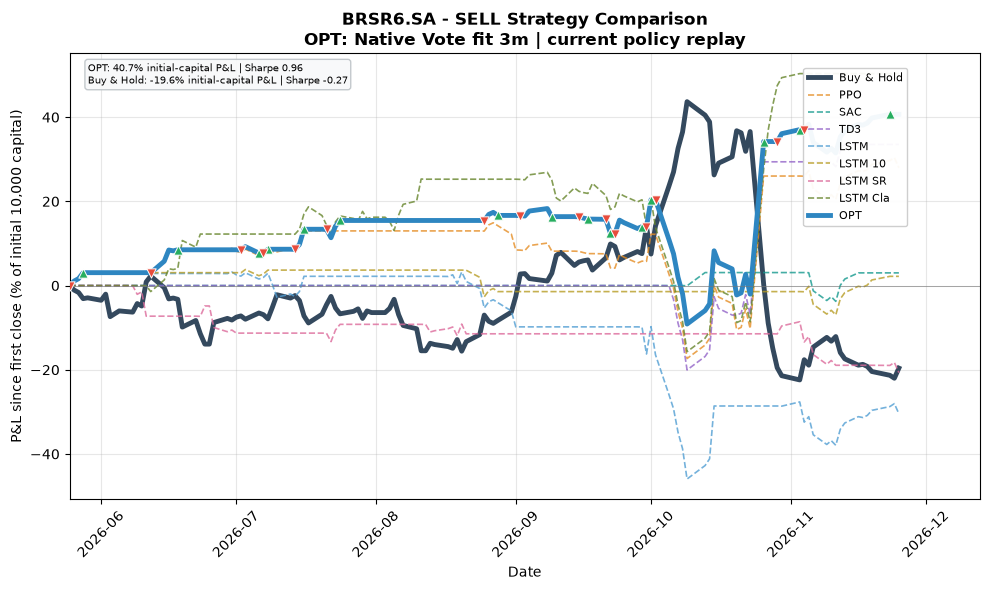 BRSR6.SA - SELL Strategy Comparison
OPT: Native Vote fit 3m | current policy replay
OPT: 40.7% initial-capital P&L | Sharpe 0.96
Buy & Hold: -19.6% initial-capital P&L | Sharpe -0.27
Buy & Hold
PPO
SAC
TD3
LSTM
LSTM 10
LSTM SR
LSTM Cla
OPT
P&L since first close (% of initial 10,000 capital)
40
20
0
−20
−40
2026-06
2026-07
2026-08
2026-09
2026-10
2026-11
2026-12
Date